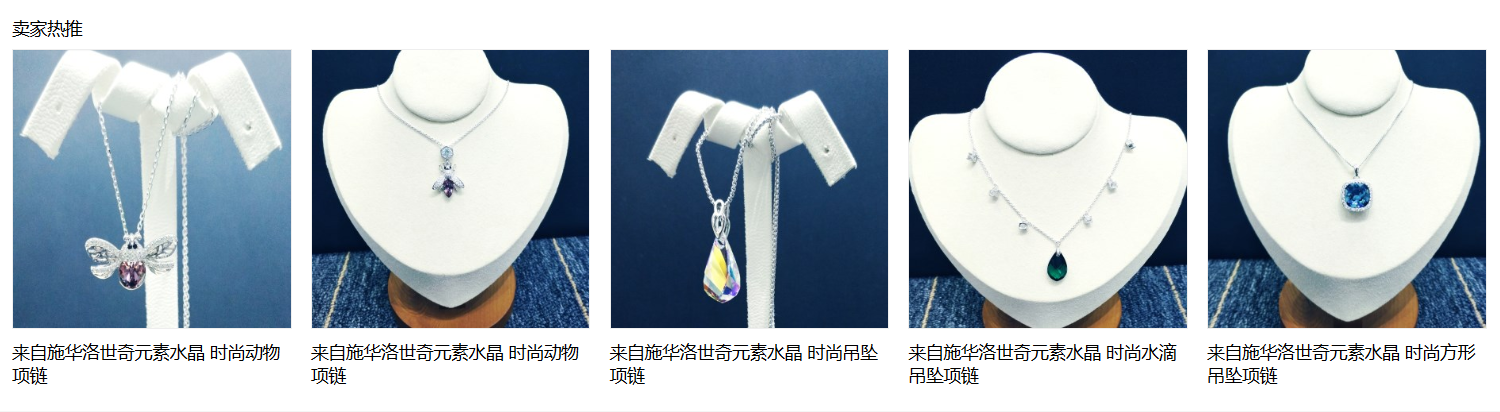 卖家热推
来自施华洛世奇元素水晶 时尚动物
项链
来自施华洛世奇元素水晶 时尚动物
项链
来自施华洛世奇元素水晶 时尚吊坠
项链
来自施华洛世奇元素水晶 时尚水滴
吊坠项链
来自施华洛世奇元素水晶 时尚方形
吊坠项链